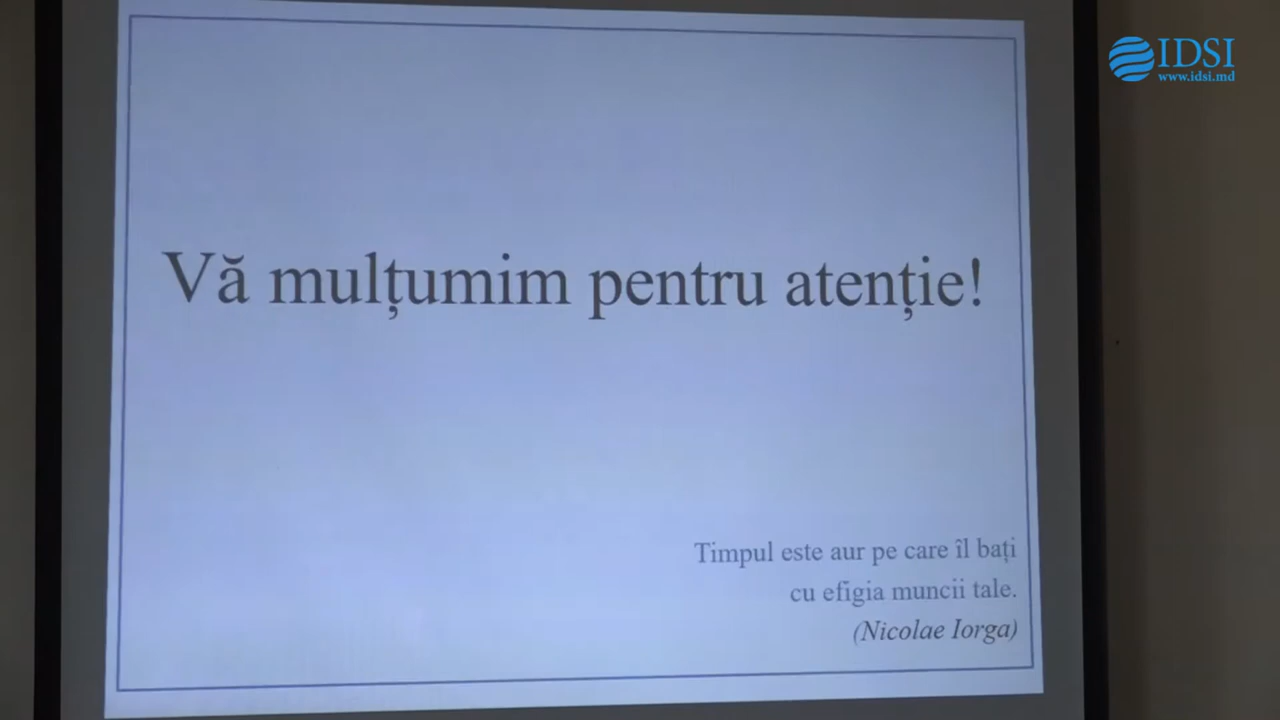 IDSI
www.idsi.md
Vă mulțumim pentru atenție!
Timpul este aur pe care îl bați
cu efigia muncii tale.
(Nicolae Iorga)